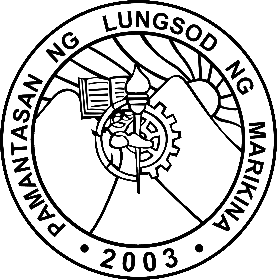 PAMANTASAN NG LUNGSOD NG MARIKINA
• 2003 •